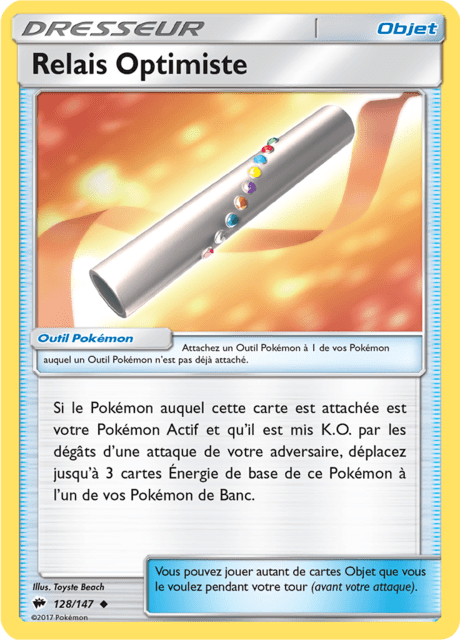 DRESSEUR Objet
Relais Optimiste
Outil Pokémon
Attachez un Outil Pokémon à 1 de vos Pokémon
auquel un Outil Pokémon n'est pas déjà attaché.
Si le Pokémon auquel cette carte est attachée est
votre Pokémon Actif et qu'il est mis K.O. par les
dégâts d'une attaque de votre adversaire, déplacez
jusqu'à 3 cartes Énergie de base de ce Pokémon à
l'un de vos Pokémon de Banc.
Vous pouvez jouer autant de cartes Objet que vous
le voulez pendant votre tour (avant votre attaque).
Illus. Toyste Beach
128/147
©2017 Pokémon